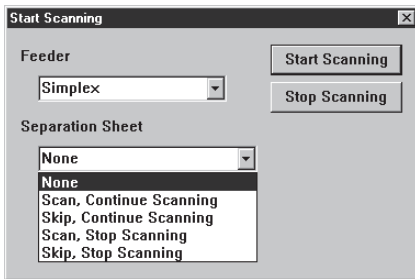 Start Scanning
Feeder
Start Scanning
Simplex
Stop Scanning
Separation Sheet
None
None
Scan, Continue Scanning
Skip, Continue Scanning
Scan, Stop Scanning
Skip, Stop Scanning